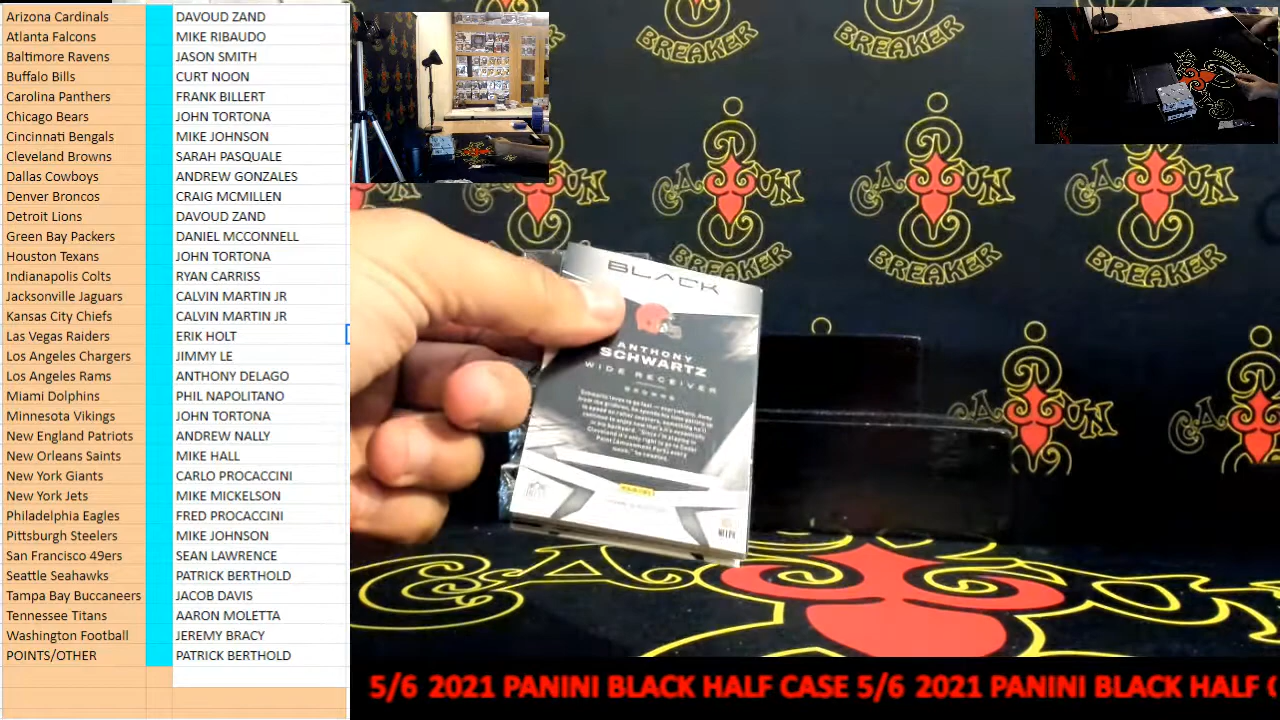 Arizona Cardinals DAVOUD ZAND
Atlanta Falcons MIKE RIBAUDO
Baltimore Ravens JASON SMITH
Buffalo Bills CURT NOON
Carolina Panthers FRANK BILLERT
Chicago Bears JOHN TORTONA
Cincinnati Bengals MIKE JOHNSON
Cleveland Browns SARAH PASQUALE
Dallas Cowboys ANDREW GONZALES
Denver Broncos CRAIG MCMILLEN
Detroit Lions DAVOUD ZAND
Green Bay Packers DANIEL MCCONNELL
Houston Texans JOHN TORTONA
Indianapolis Colts RYAN CARRISS
Jacksonville Jaguars CALVIN MARTIN JR
Kansas City Chiefs CALVIN MARTIN JR
Las Vegas Raiders ERIK HOLT
Los Angeles Chargers JIMMY LE
Los Angeles Rams ANTHONY DELAGO
Miami Dolphins PHIL NAPOLITANO
Minnesota Vikings JOHN TORTONA
New England Patriots ANDREW NALLY
New Orleans Saints MIKE HALL
New York Giants CARLO PROCACCINI
New York Jets MIKE MICKELSON
Philadelphia Eagles FRED PROCACCINI
Pittsburgh Steelers MIKE JOHNSON
San Francisco 49ers SEAN LAWRENCE
Seattle Seahawks PATRICK BERTHOLD
Tampa Bay Buccaneers JACOB DAVIS
Tennessee Titans AARON MOLETTA
Washington Football JEREMY BRACY
POINTS/OTHER PATRICK BERTHOLD
BREAKER
BREAKER
CAJUN
BREAKER
CAJUN
BREAKER
BREAKER
BLACK
ANTHONY
SCHWARTZ
WIDE RECEIVER
BROWNS
PANINI
NFLPA
5/6 2021 PANINI BLACK HALF CASE 5/6 2021 PANINI BLACK HALF